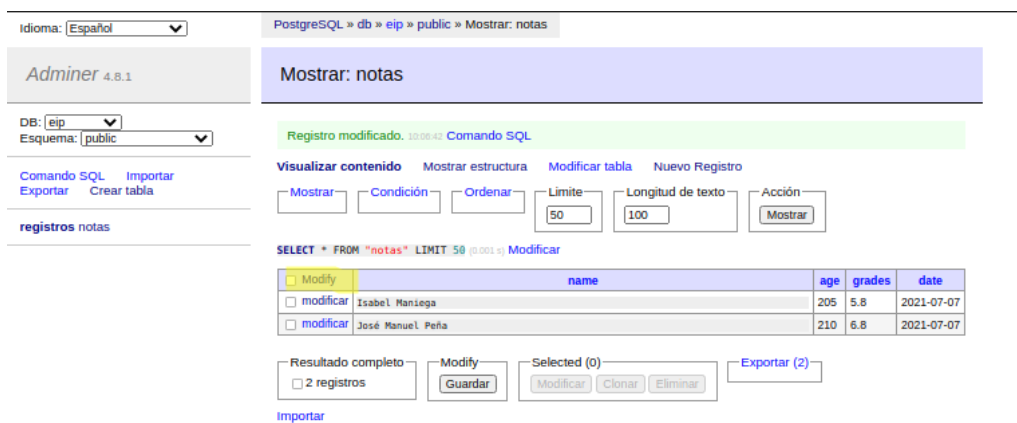 Idioma: Español
PostgreSQL » db » eip » public » Mostrar: notas
Adminer 4.8.1
Mostrar: notas
DB: eip
Esquema: public
Registro modificado. 10:06:42 Comando SQL
Visualizar contenido Mostrar estructura Modificar tabla Nuevo Registro
Comando SQL Importar
Exportar Crear tabla
Mostrar Condición Ordenar Limite Longitud de texto Acción
50 100 Mostrar
registros notas
SELECT * FROM "notas" LIMIT 50 (0.001 s) Modificar
Modify name age grades date
modificar Isabel Maniega 205 5.8 2021-07-07
modificar José Manuel Peña 210 6.8 2021-07-07
Resultado completo Modify Selected (0) Exportar (2)
2 registros Guardar Modificar Clonar Eliminar
Importar